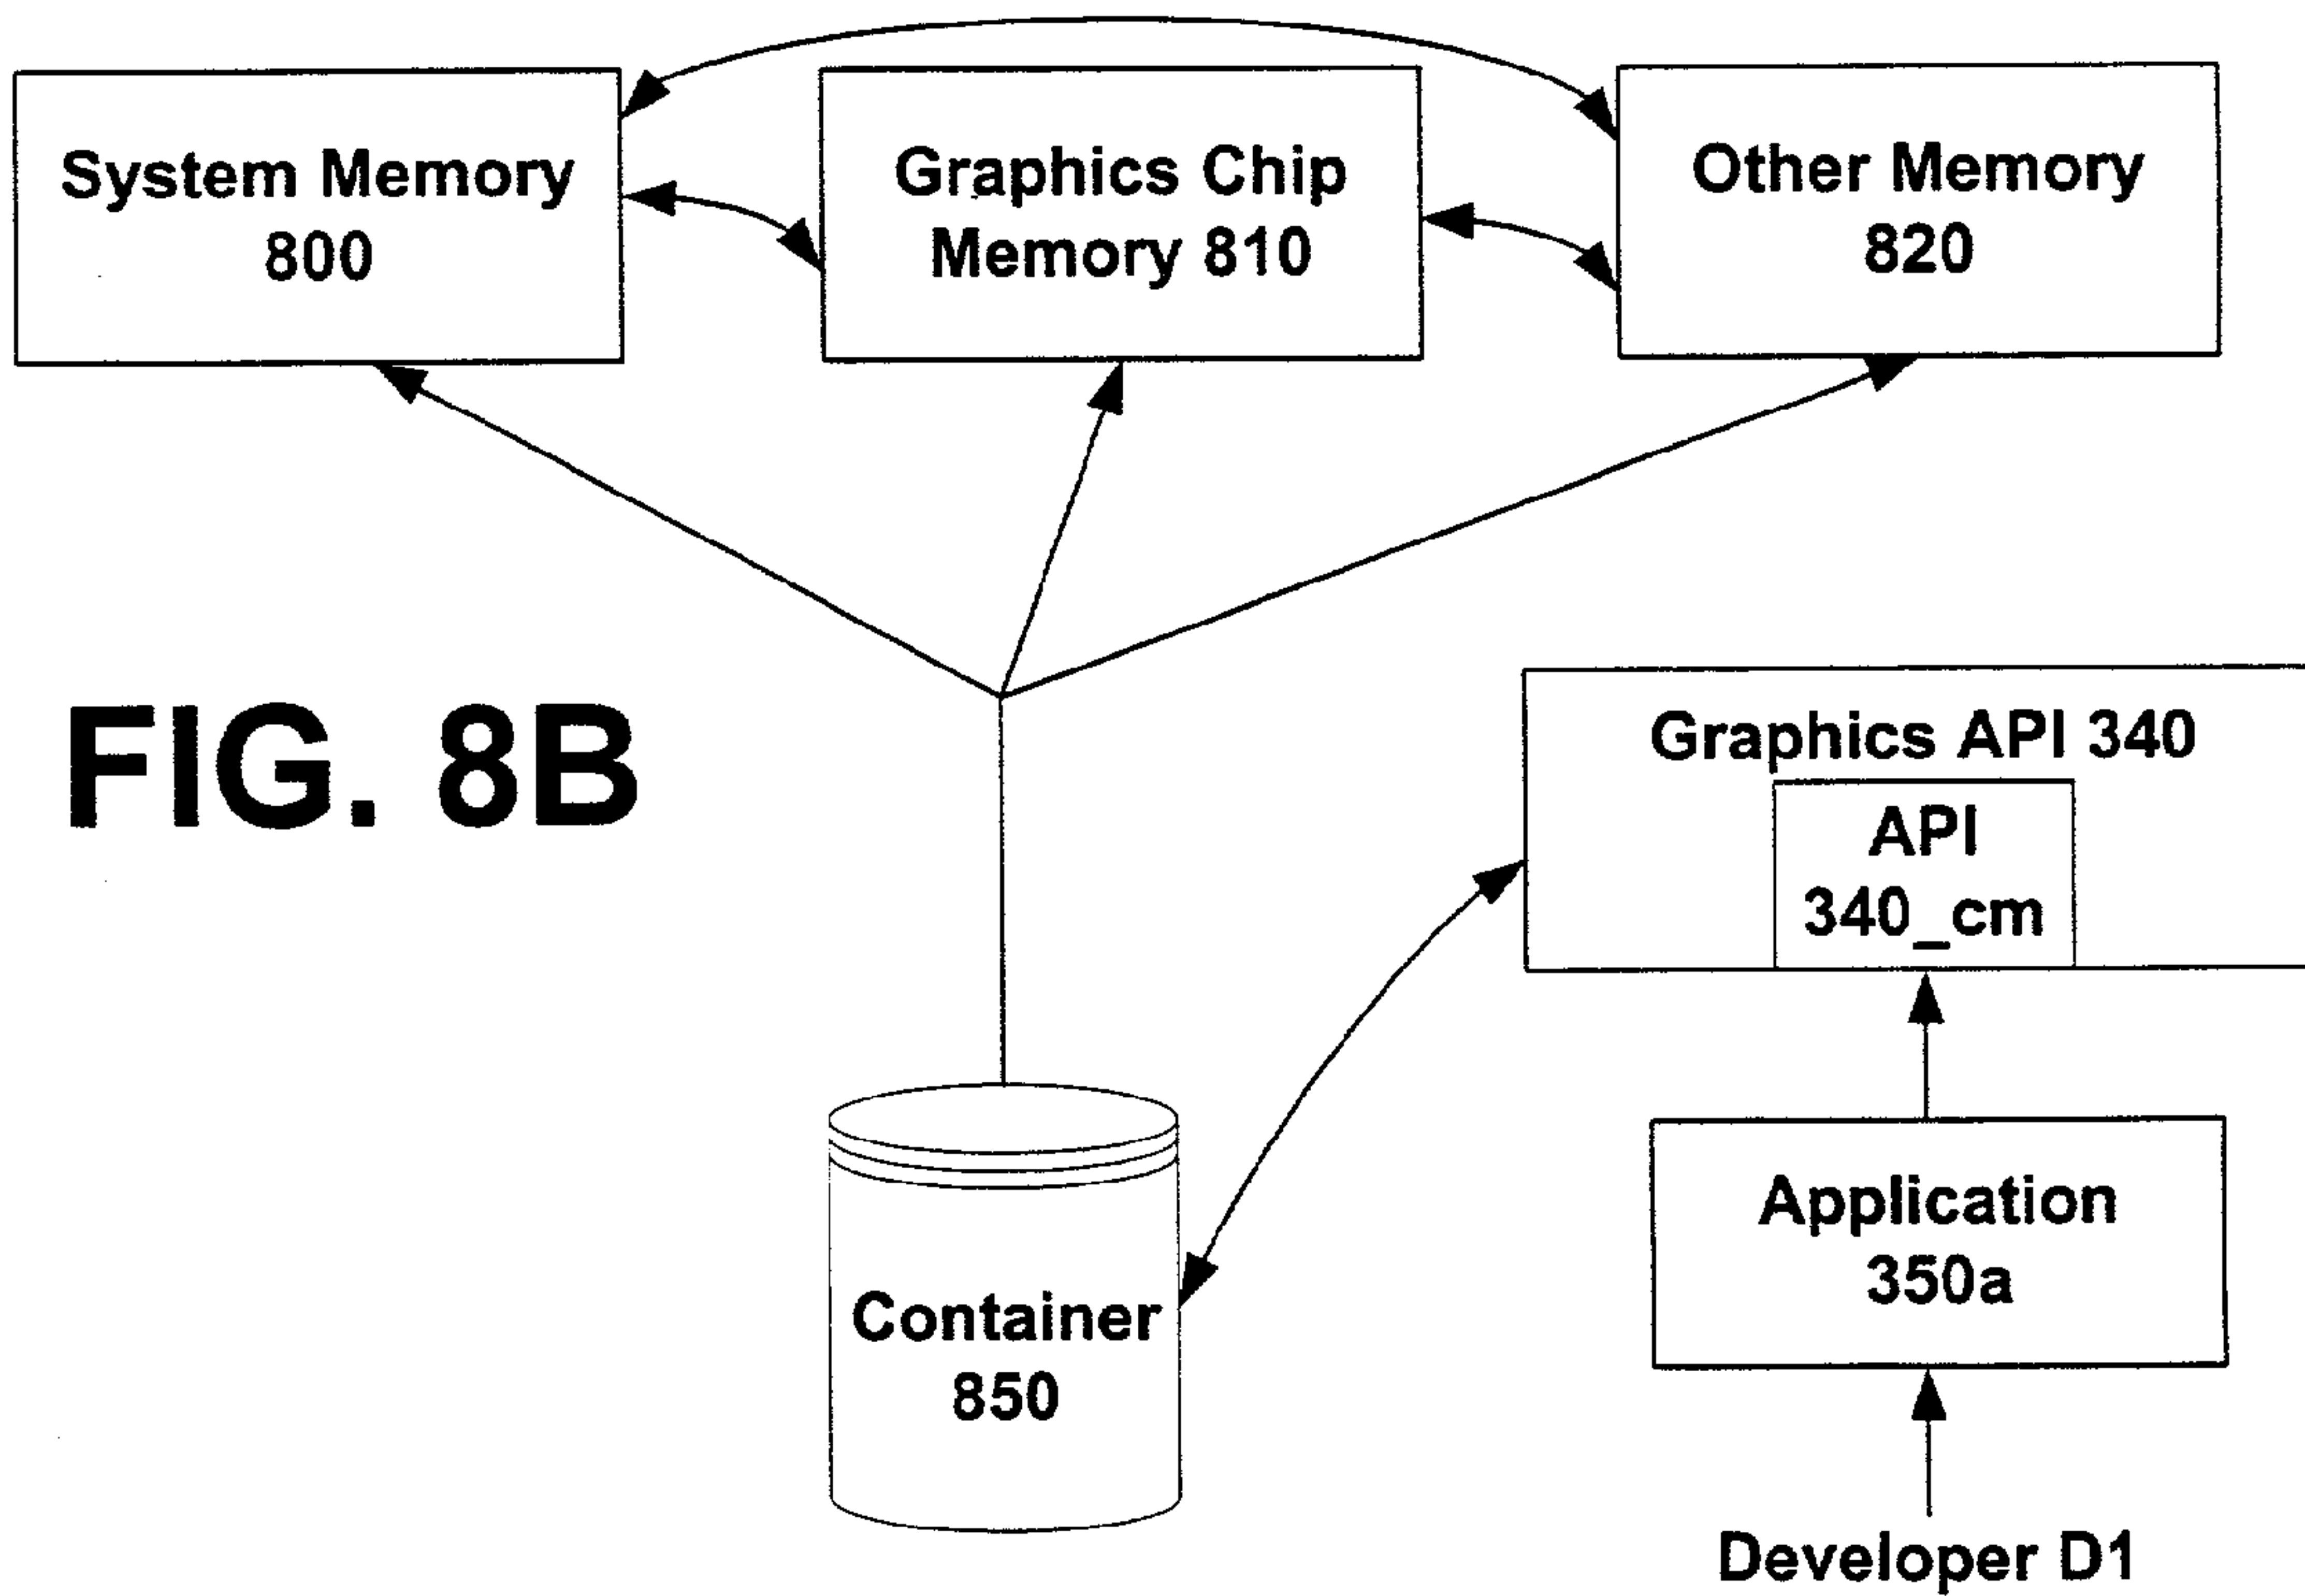 System Memory
800
Graphics Chip
Memory 810
Other Memory
820
FIG. 8B
Graphics API 340
API
340_cm
Application
350a
Container
850
Developer D1